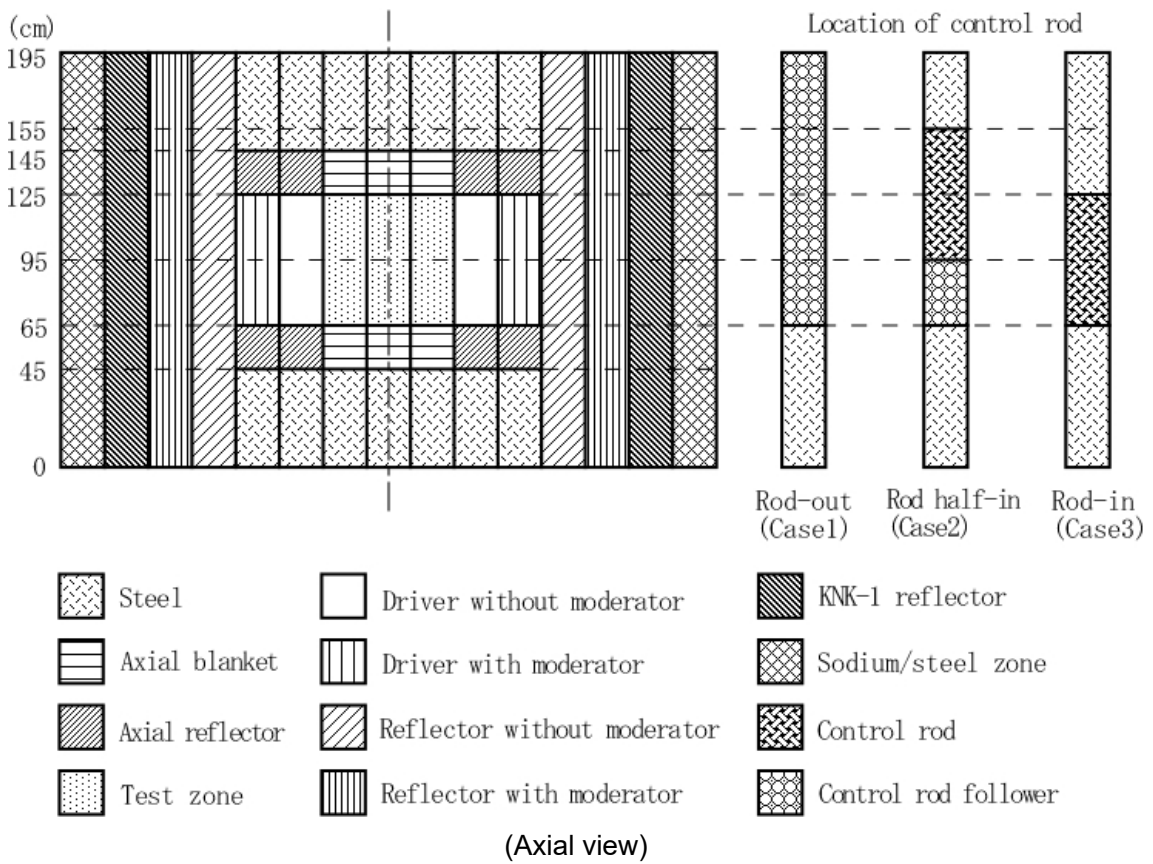 (cm)
Location of control rod
195
155
145
125
95
65
45
0
Rod-out
(Case1)
Rod half-in
(Case2)
Rod-in
(Case3)
Steel
Driver without moderator
KNK-1 reflector
Axial blanket
Driver with moderator
Sodium/steel zone
Axial reflector
Reflector without moderator
Control rod
Test zone
Reflector with moderator
Control rod follower
(Axial view)